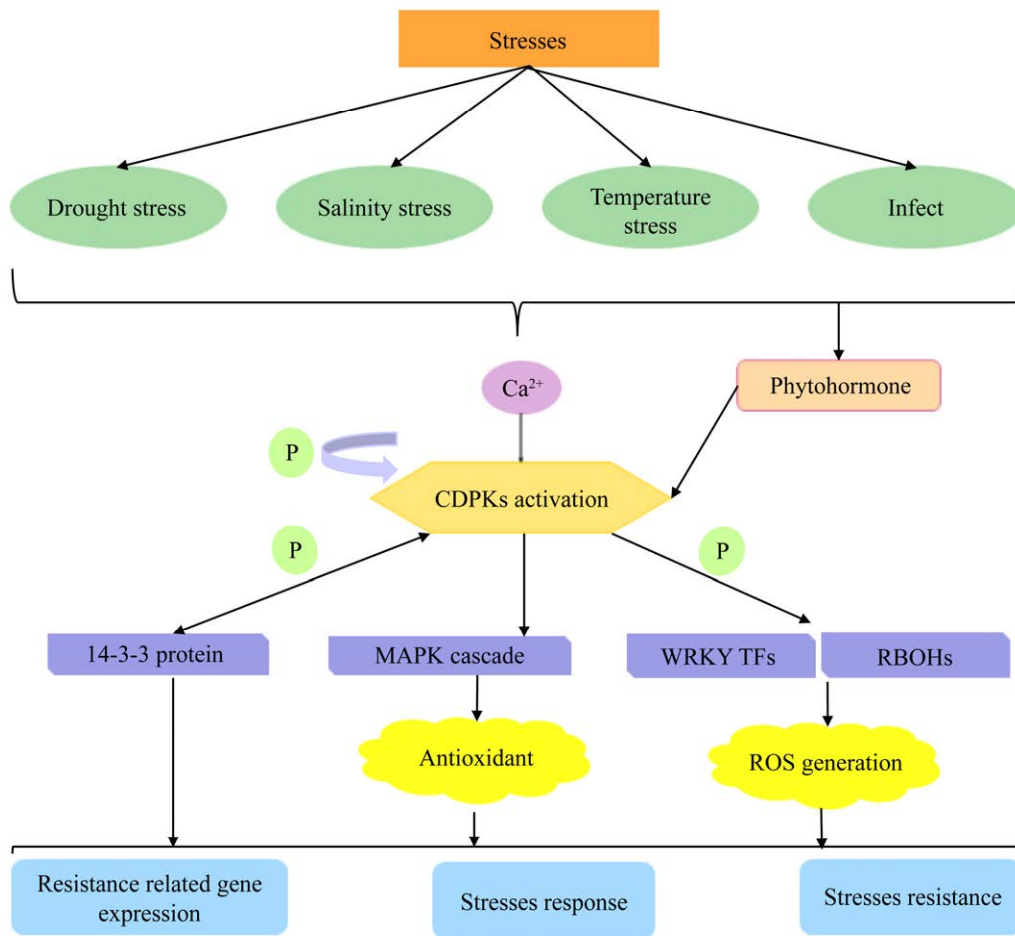 Stresses
Drought stress
Salinity stress
Temperature
stress
Infect
Ca²⁺
Phytohormone
P
CDPKs activation
P
P
14-3-3 protein
MAPK cascade
WRKY TFs
RBOHs
Antioxidant
ROS generation
Resistance related gene
expression
Stresses response
Stresses resistance